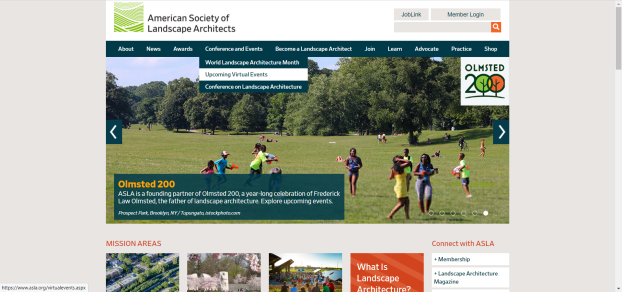 American Society of
Landscape Architects
JobLink
Member Login
About News Awards Conference and Events Become a Landscape Architect Join Learn Advocate Practice Shop
World Landscape Architecture Month
Upcoming Virtual Events
Conference on Landscape Architecture
OLMSTED
200
Olmsted 200
ASLA is a founding partner of Olmsted 200, a year-long celebration of Frederick
Law Olmsted, the father of landscape architecture. Explore upcoming events.
Prospect Park, Brooklyn, NY / Tupungato, istockphoto.com
MISSION AREAS
Connect with ASLA
+ Membership
+ Landscape Architecture
Magazine
What Is
Landscape
Architecture?
https://www.asla.org/virtualevents.aspx